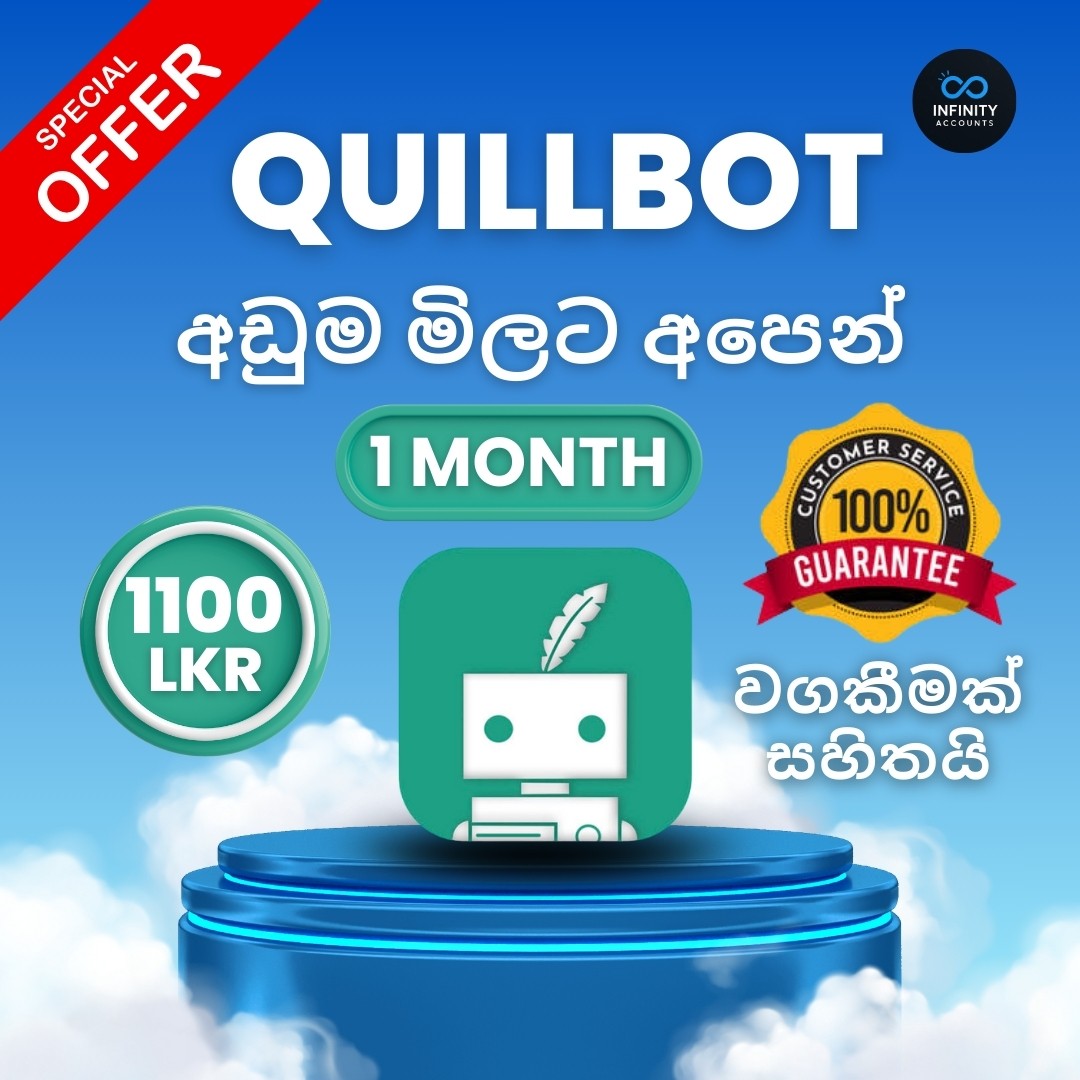 SPECIAL
OFFER
INFINITY
ACCOUNTS
QUILLBOT
අඩුම මිලට අපෙන්
1 MONTH
1100
LKR
CUSTOMER SERVICE
100%
GUARANTEE
වගකීමක්
සහිතයි